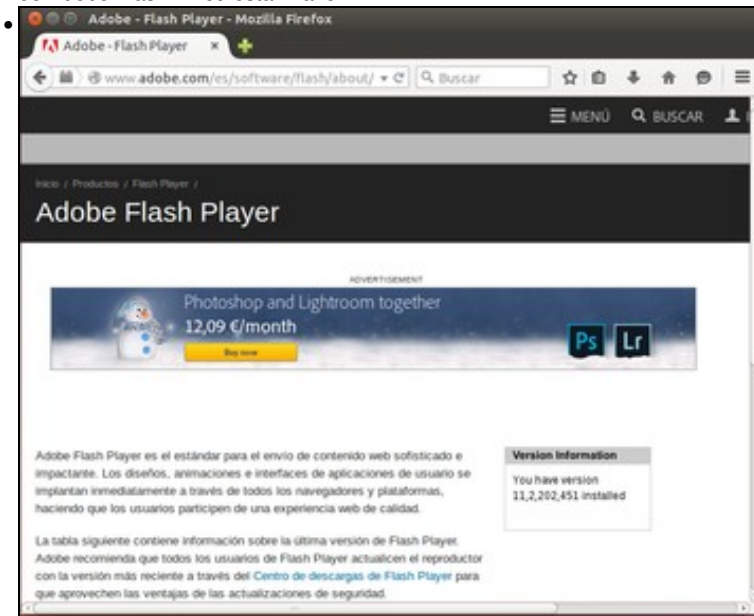 Adobe - Flash Player - Mozilla Firefox
Adobe - Flash Player
www.adobe.com/es/software/flash/about/
Buscar
MENÚ BUSCAR
Inicio / Productos / Flash Player /
Adobe Flash Player
ADVERTISEMENT
Photoshop and Lightroom together
12,09 €/month
Buy now
Ps Lr
Adobe Flash Player es el estándar para el envío de contenido web sofisticado e
impactante. Los diseños, animaciones e interfaces de aplicaciones de usuario se
implantan inmediatamente a través de todos los navegadores y plataformas,
haciendo que los usuarios participen de una experiencia web de calidad.
La tabla siguiente contiene información sobre la última versión de Flash Player.
Adobe recomienda que todos los usuarios de Flash Player actualicen el reproductor
con la versión más reciente a través del Centro de descargas de Flash Player para
que aprovechen las ventajas de las actualizaciones de seguridad.
Version Information
You have version
11,2,202,451 installed